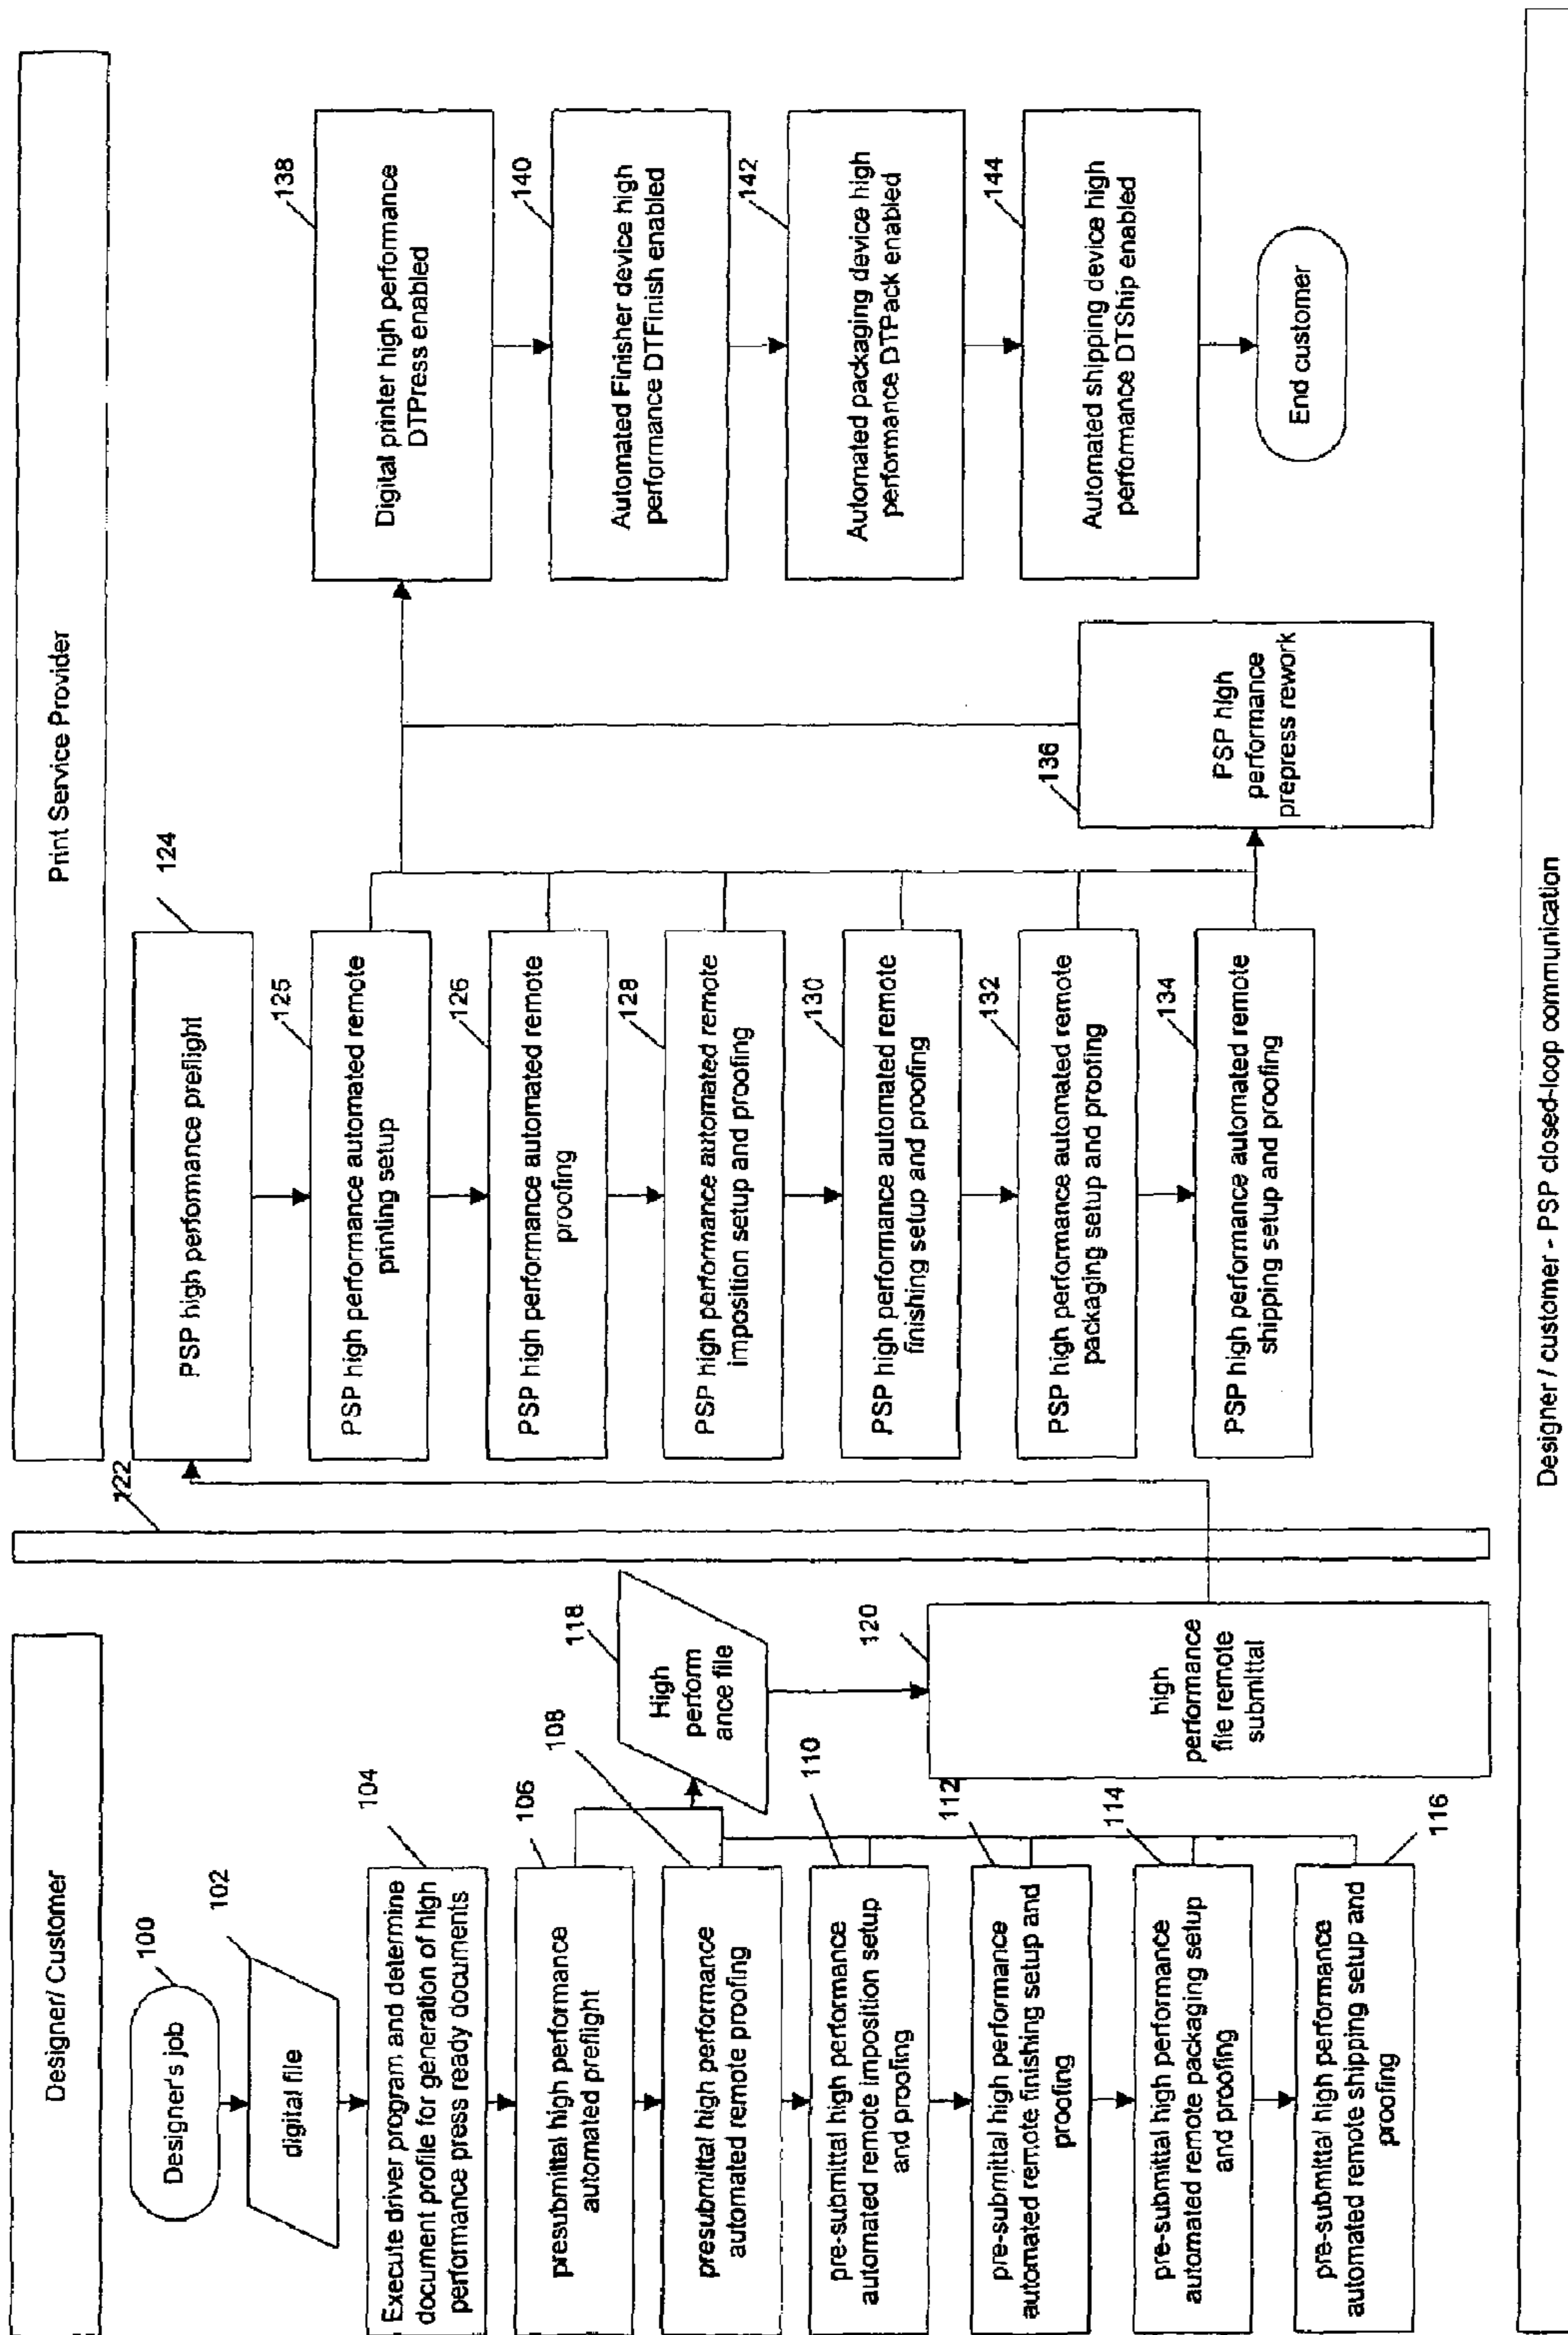 Designer/ Customer
100
Designer's job
102
digital file
104
Execute driver program and determine
document profile for generation of high
performance press ready documents
106
presubmittal high performance
automated preflight
108
presubmittal high performance
automated remote proofing
110
pre-submittal high performance
automated remote imposition setup
and proofing
112
pre-submittal high performance
automated remote finishing setup and
proofing
114
pre-submittal high performance
automated remote packaging setup
and proofing
116
pre-submittal high performance
automated remote shipping setup and
proofing
118
High
perform
ance file
120
high
performance
file remote
submittal
122
Print Service Provider
124
PSP high performance preflight
125
PSP high performance automated remote
printing setup
126
PSP high performance automated remote
proofing
128
PSP high performance automated remote
imposition setup and proofing
130
PSP high performance automated remote
finishing setup and proofing
132
PSP high performance automated remote
packaging setup and proofing
134
PSP high performance automated remote
shipping setup and proofing
136
PSP high
performance
prepress rework
138
Digital printer high performance
DTPress enabled
140
Automated Finisher device high
performance DTFinish enabled
142
Automated packaging device high
performance DTPack enabled
144
Automated shipping device high
performance DTShip enabled
End customer
Designer / customer - PSP closed-loop communication